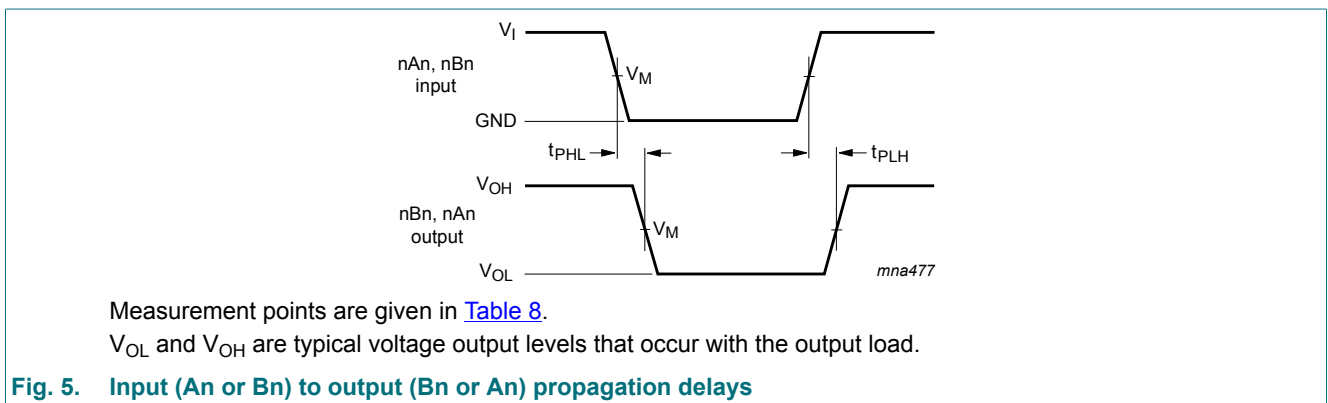 V_I
nAn, nBn
input
V_M
GND
t_PHL
t_PLH
V_OH
nBn, nAn
output
V_M
V_OL
mna477
Measurement points are given in Table 8.
V_OL and V_OH are typical voltage output levels that occur with the output load.
Fig. 5. Input (An or Bn) to output (Bn or An) propagation delays